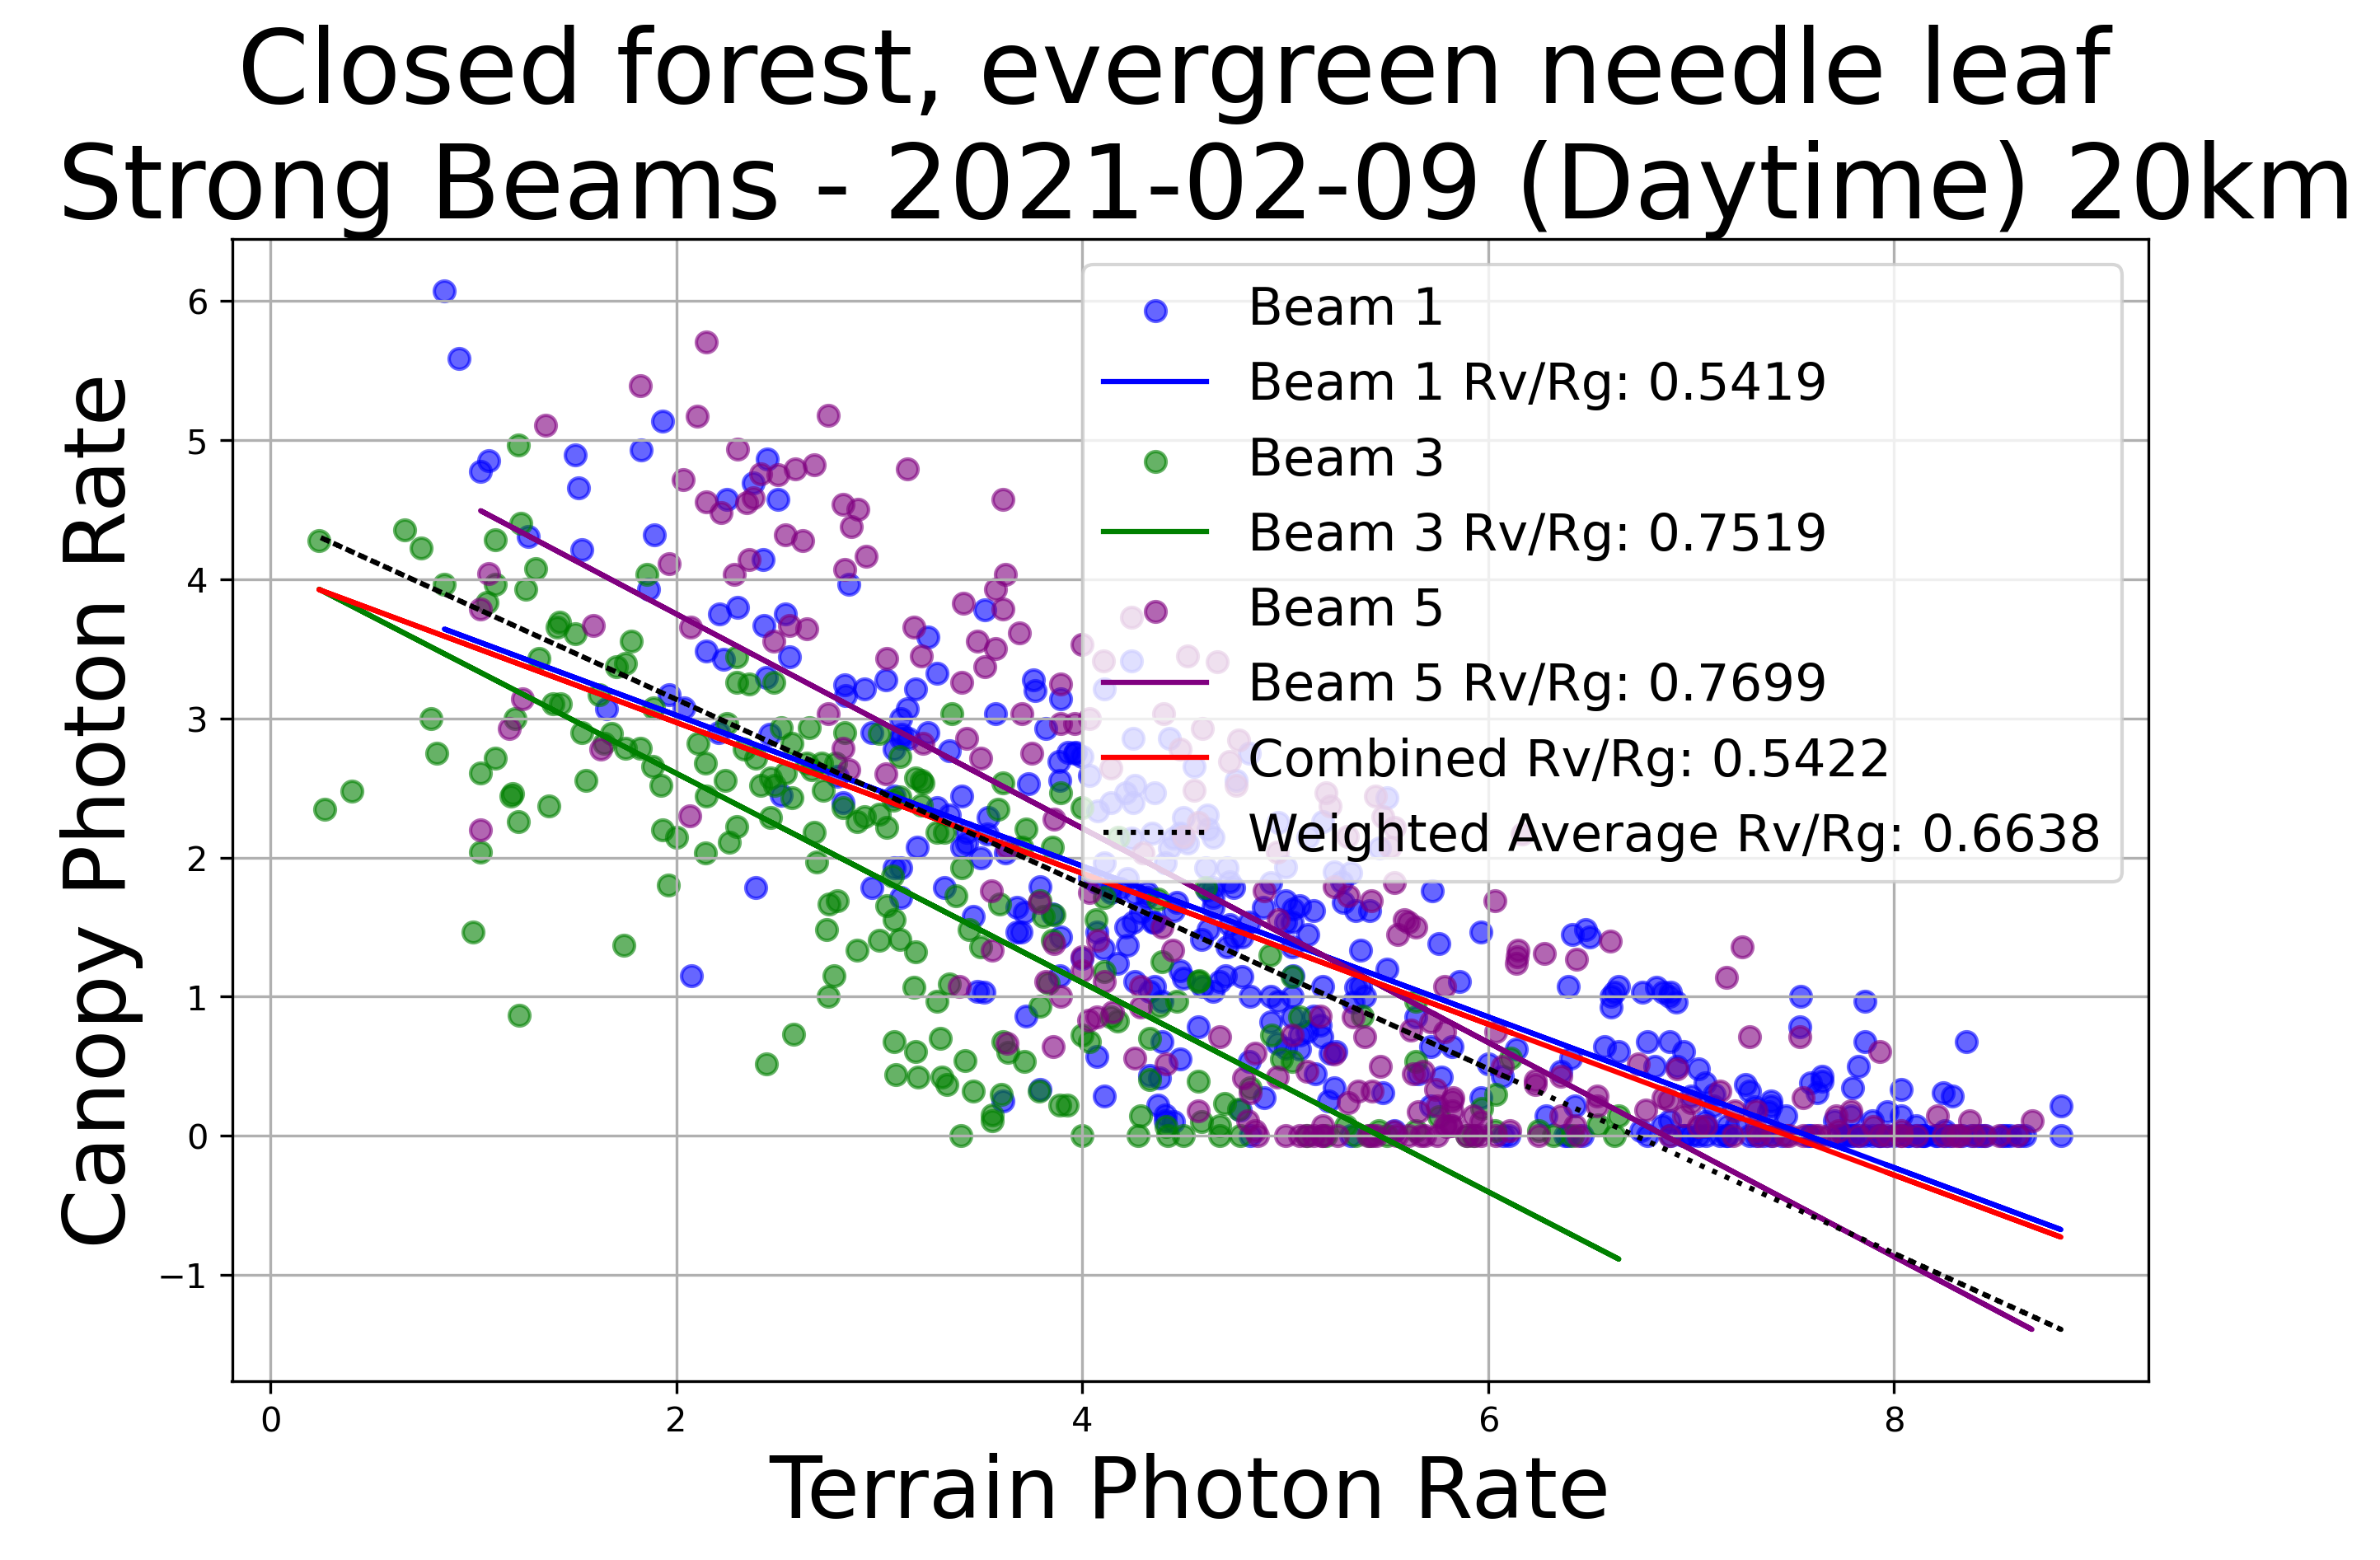 Closed forest, evergreen needle leaf
Strong Beams - 2021-02-09 (Daytime) 20km
Canopy Photon Rate
6
5
4
3
2
1
0
−1
Beam 1
Beam 1 Rv/Rg: 0.5419
Beam 3
Beam 3 Rv/Rg: 0.7519
Beam 5
Beam 5 Rv/Rg: 0.7699
Combined Rv/Rg: 0.5422
Weighted Average Rv/Rg: 0.6638
0 2 4 6 8
Terrain Photon Rate